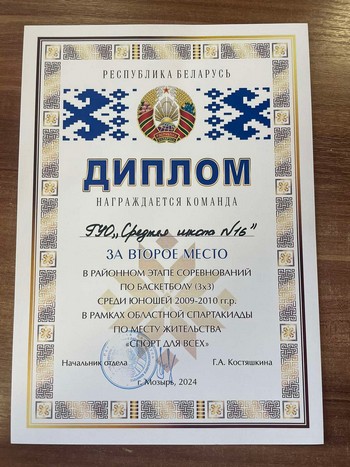 РЕСПУБЛИКА БЕЛАРУСЬ
ДИПЛОМ
НАГРАЖДАЕТСЯ КОМАНДА
ГУО „Средняя школа №16"
ЗА ВТОРОЕ МЕСТО
В РАЙОННОМ ЭТАПЕ СОРЕВНОВАНИЙ
ПО БАСКЕТБОЛУ (3х3)
СРЕДИ ЮНОШЕЙ 2009-2010 гг.р.
В РАМКАХ ОБЛАСТНОЙ СПАРТАКИАДЫ
ПО МЕСТУ ЖИТЕЛЬСТВА
«СПОРТ ДЛЯ ВСЕХ»
Начальник отдела Г.А. Костяшкина
г. Мозырь, 2024